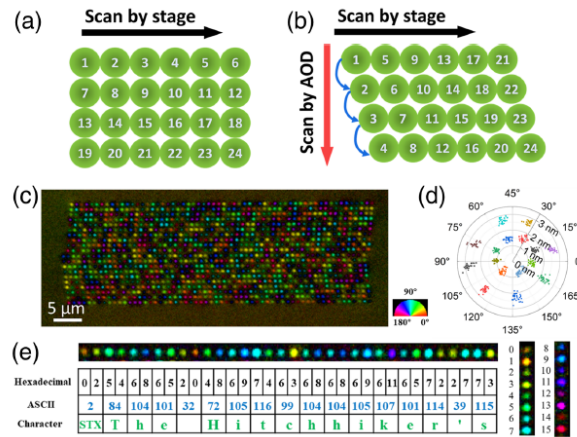 (a) Scan by stage
1 2 3 4 5 6
7 8 9 10 11 12
13 14 15 16 17 18
19 20 21 22 23 24
(b) Scan by stage
Scan by AOD
1 5 9 13 17 21
2 6 10 14 18 22
3 7 11 15 19 23
4 8 12 16 20 24
(c)
5 μm
90°
180° 0°
(d)
45°
60° 30°
75° 15°
90° 0°
105° 165°
120° 150°
135°
3 nm
2 nm
1 nm
0 nm
(e)
Hexadecimal 0 2 5 4 6 8 6 5 2 0 4 8 6 9 7 4 6 3 6 8 6 8 6 9 6 11 6 5 7 2 2 7 7 3
ASCII 2 84 104 101 32 72 105 116 99 104 104 105 107 101 114 39 115
Character STX T h e H i t c h h i k e r ' s
0 8
1 9
2 10
3 11
4 12
5 13
6 14
7 15